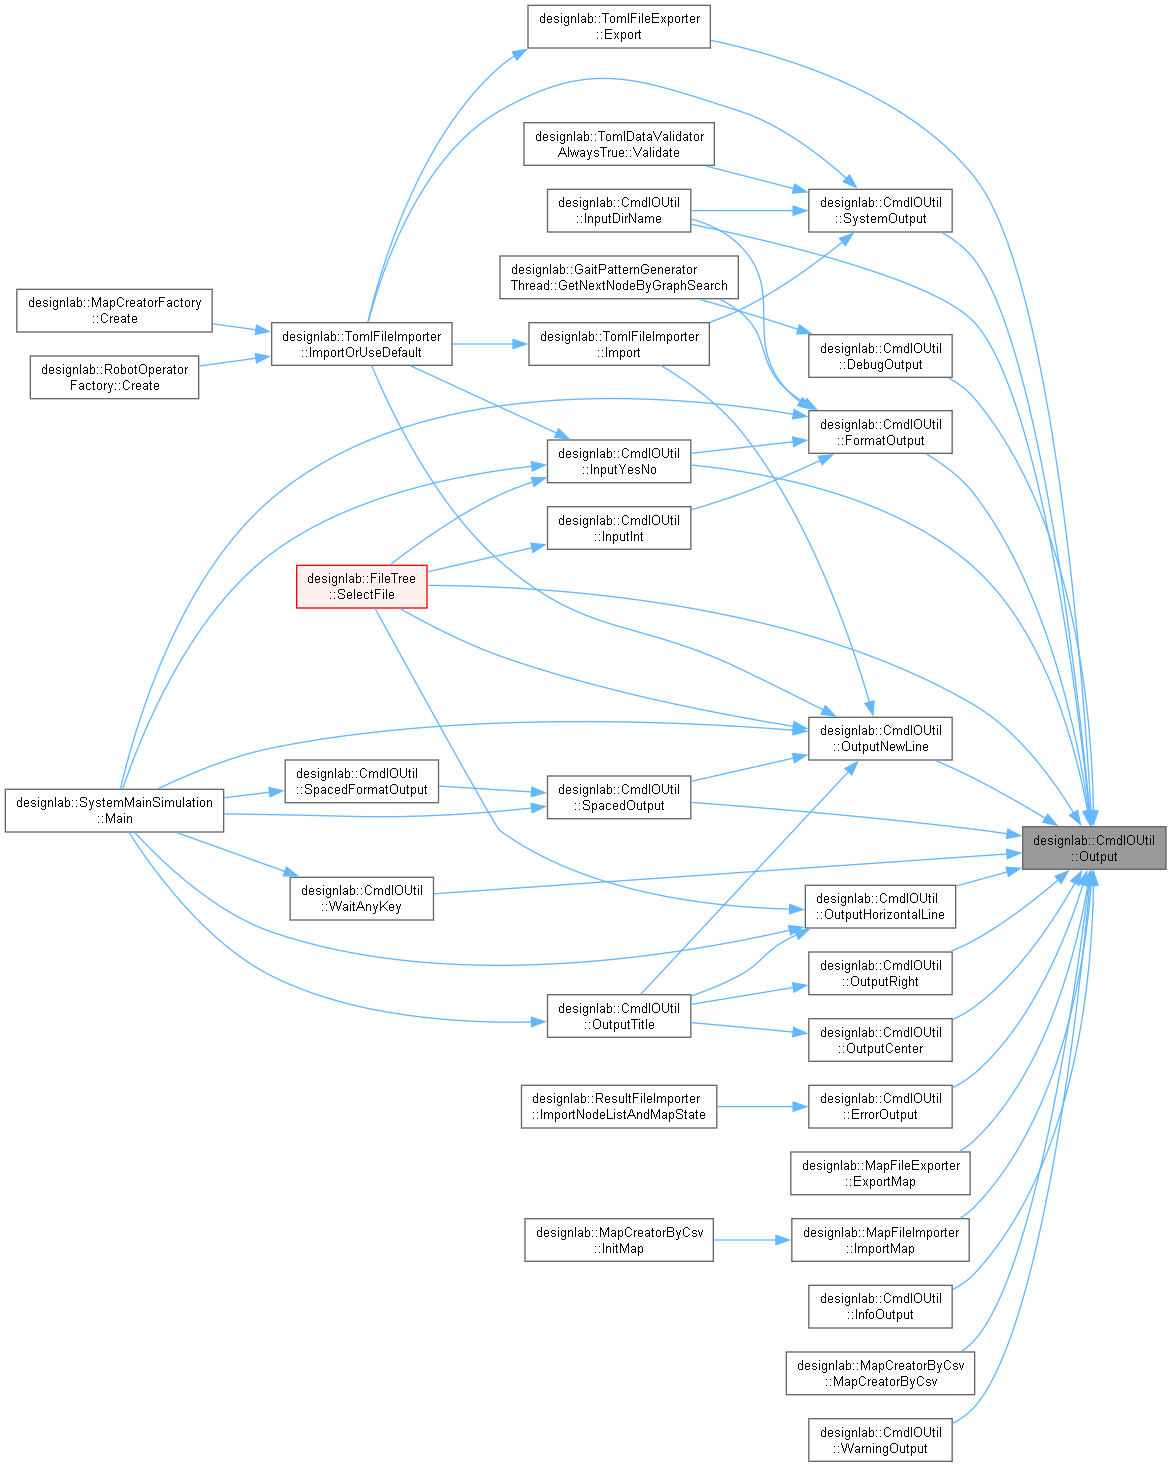 designlab::TomlFileExporter
::Export
designlab::TomlDataValidator
AlwaysTrue::Validate
designlab::CmdIOUtil
::InputDirName
designlab::CmdIOUtil
::SystemOutput
designlab::GaitPatternGenerator
Thread::GetNextNodeByGraphSearch
designlab::MapCreatorFactory
::Create
designlab::TomlFileImporter
::ImportOrUseDefault
designlab::TomlFileImporter
::Import
designlab::CmdIOUtil
::DebugOutput
designlab::RobotOperator
Factory::Create
designlab::CmdIOUtil
::FormatOutput
designlab::CmdIOUtil
::InputYesNo
designlab::CmdIOUtil
::InputInt
designlab::FileTree
::SelectFile
designlab::CmdIOUtil
::OutputNewLine
designlab::CmdIOUtil
::SpacedFormatOutput
designlab::CmdIOUtil
::SpacedOutput
designlab::SystemMainSimulation
::Main
designlab::CmdIOUtil
::Output
designlab::CmdIOUtil
::WaitAnyKey
designlab::CmdIOUtil
::OutputHorizontalLine
designlab::CmdIOUtil
::OutputRight
designlab::CmdIOUtil
::OutputTitle
designlab::CmdIOUtil
::OutputCenter
designlab::ResultFileImporter
::ImportNodeListAndMapState
designlab::CmdIOUtil
::ErrorOutput
designlab::MapFileExporter
::ExportMap
designlab::MapCreatorByCsv
::InitMap
designlab::MapFileImporter
::ImportMap
designlab::CmdIOUtil
::InfoOutput
designlab::MapCreatorByCsv
::MapCreatorByCsv
designlab::CmdIOUtil
::WarningOutput